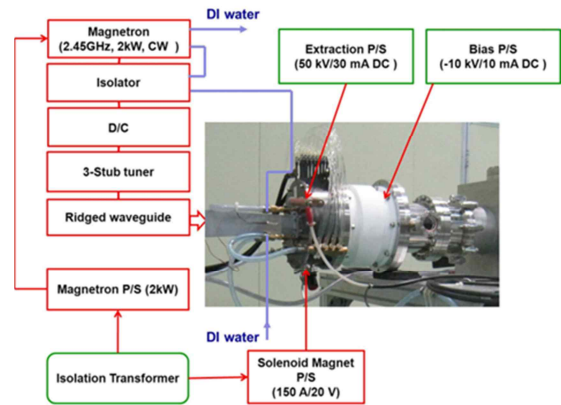 Magnetron
(2.45GHz, 2kW, CW )
DI water
Isolator
D/C
3-Stub tuner
Ridged waveguide
Extraction P/S
(50 kV/30 mA DC )
Bias P/S
(-10 kV/10 mA DC )
Magnetron P/S (2kW)
DI water
Isolation Transformer
Solenoid Magnet
P/S
(150 A/20 V)